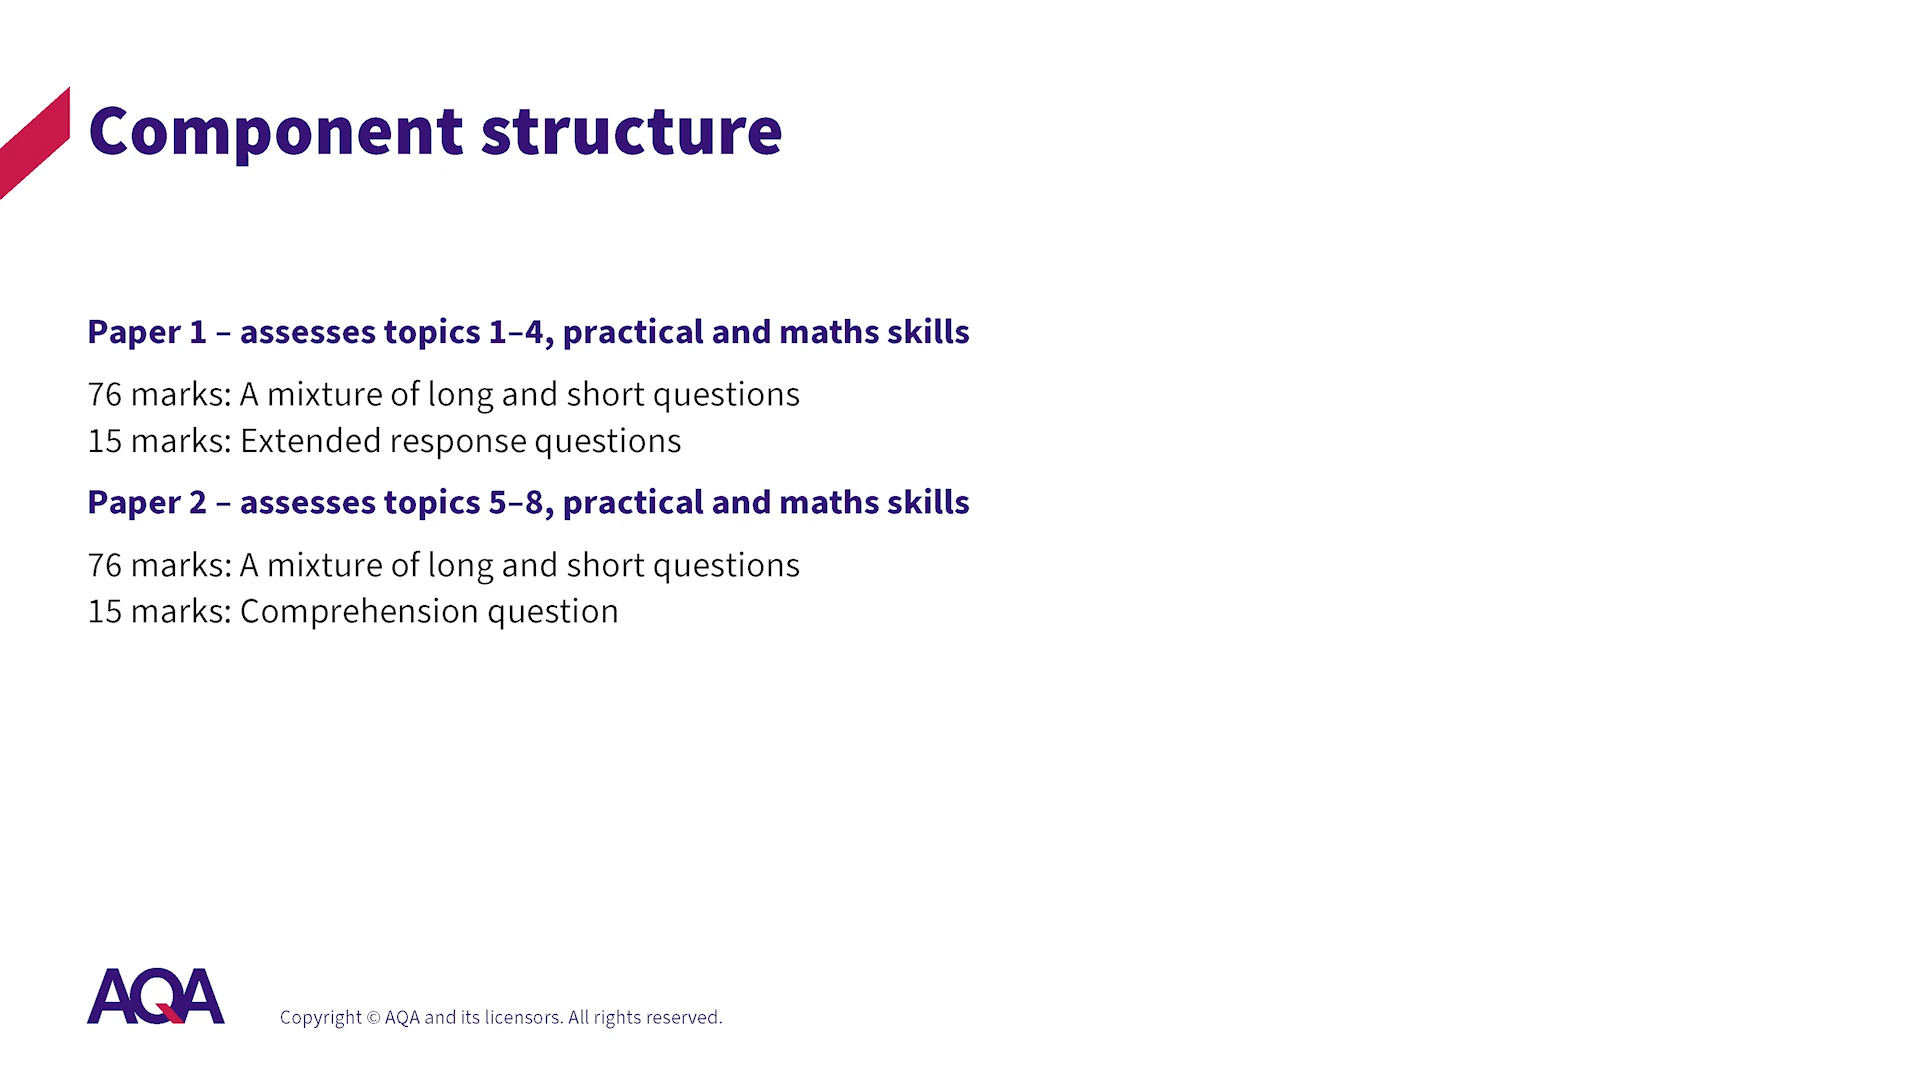 Component structure
Paper 1 – assesses topics 1–4, practical and maths skills
76 marks: A mixture of long and short questions
15 marks: Extended response questions
Paper 2 – assesses topics 5–8, practical and maths skills
76 marks: A mixture of long and short questions
15 marks: Comprehension question
AQA
Copyright © AQA and its licensors. All rights reserved.